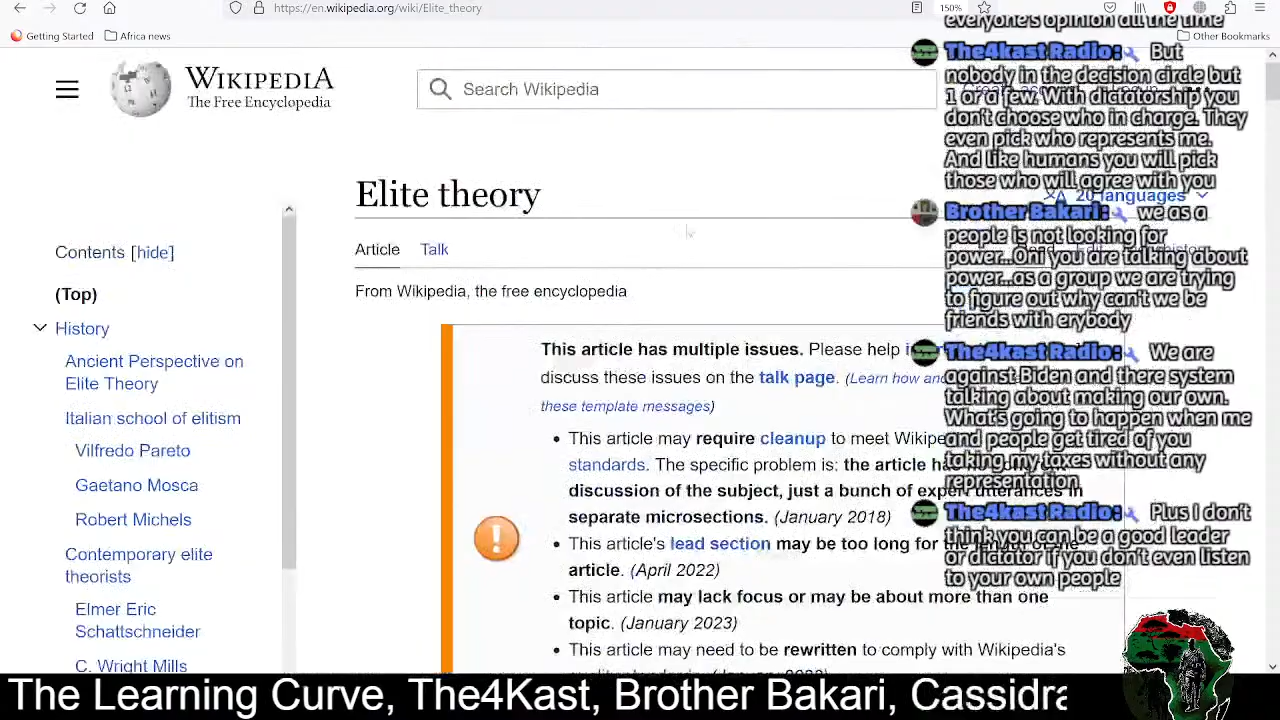 https://en.wikipedia.org/wiki/Elite_theory
150%
Getting Started
Africa news
Other Bookmarks
WIKIPEDIA
The Free Encyclopedia
Search Wikipedia
Elite theory
20 languages
Article
Talk
From Wikipedia, the free encyclopedia
Contents [hide]
(Top)
History
Ancient Perspective on
Elite Theory
Italian school of elitism
Vilfredo Pareto
Gaetano Mosca
Robert Michels
Contemporary elite
theorists
Elmer Eric
Schattschneider
C. Wright Mills
This article has multiple issues. Please help
discuss these issues on the talk page. (Learn how and
these template messages)
This article may require cleanup to meet
standards. The specific problem is: the article
discussion of the subject, just a bunch of expert utterances in
separate microsections. (January 2018)
This article's lead section may be too long for the length of the
article. (April 2022)
This article may lack focus or may be about more than one
topic. (January 2023)
This article may need to be rewritten to comply with Wikipedia's
everyone's opinion all the time
The4kast Radio: But
nobody in the decision circle but
1 or a few. With dictatorship you
don't choose who in charge. They
even pick who represents me.
And like humans you will pick
those who will agree with you
Brother Bakari: we as a
people is not looking for
power...Oni you are talking about
power...as a group we are trying
to figure out why can't we be
friends with erybody
The4kast Radio: We are
against Biden and there system
talking about making our own.
What's going to happen when me
and people get tired of you
taking my taxes without any
representation
The4kast Radio: Plus I don't
think you can be a good leader
or dictator if you don't even listen
to your own people
The Learning Curve, The4Kast, Brother Bakari, Cassidra